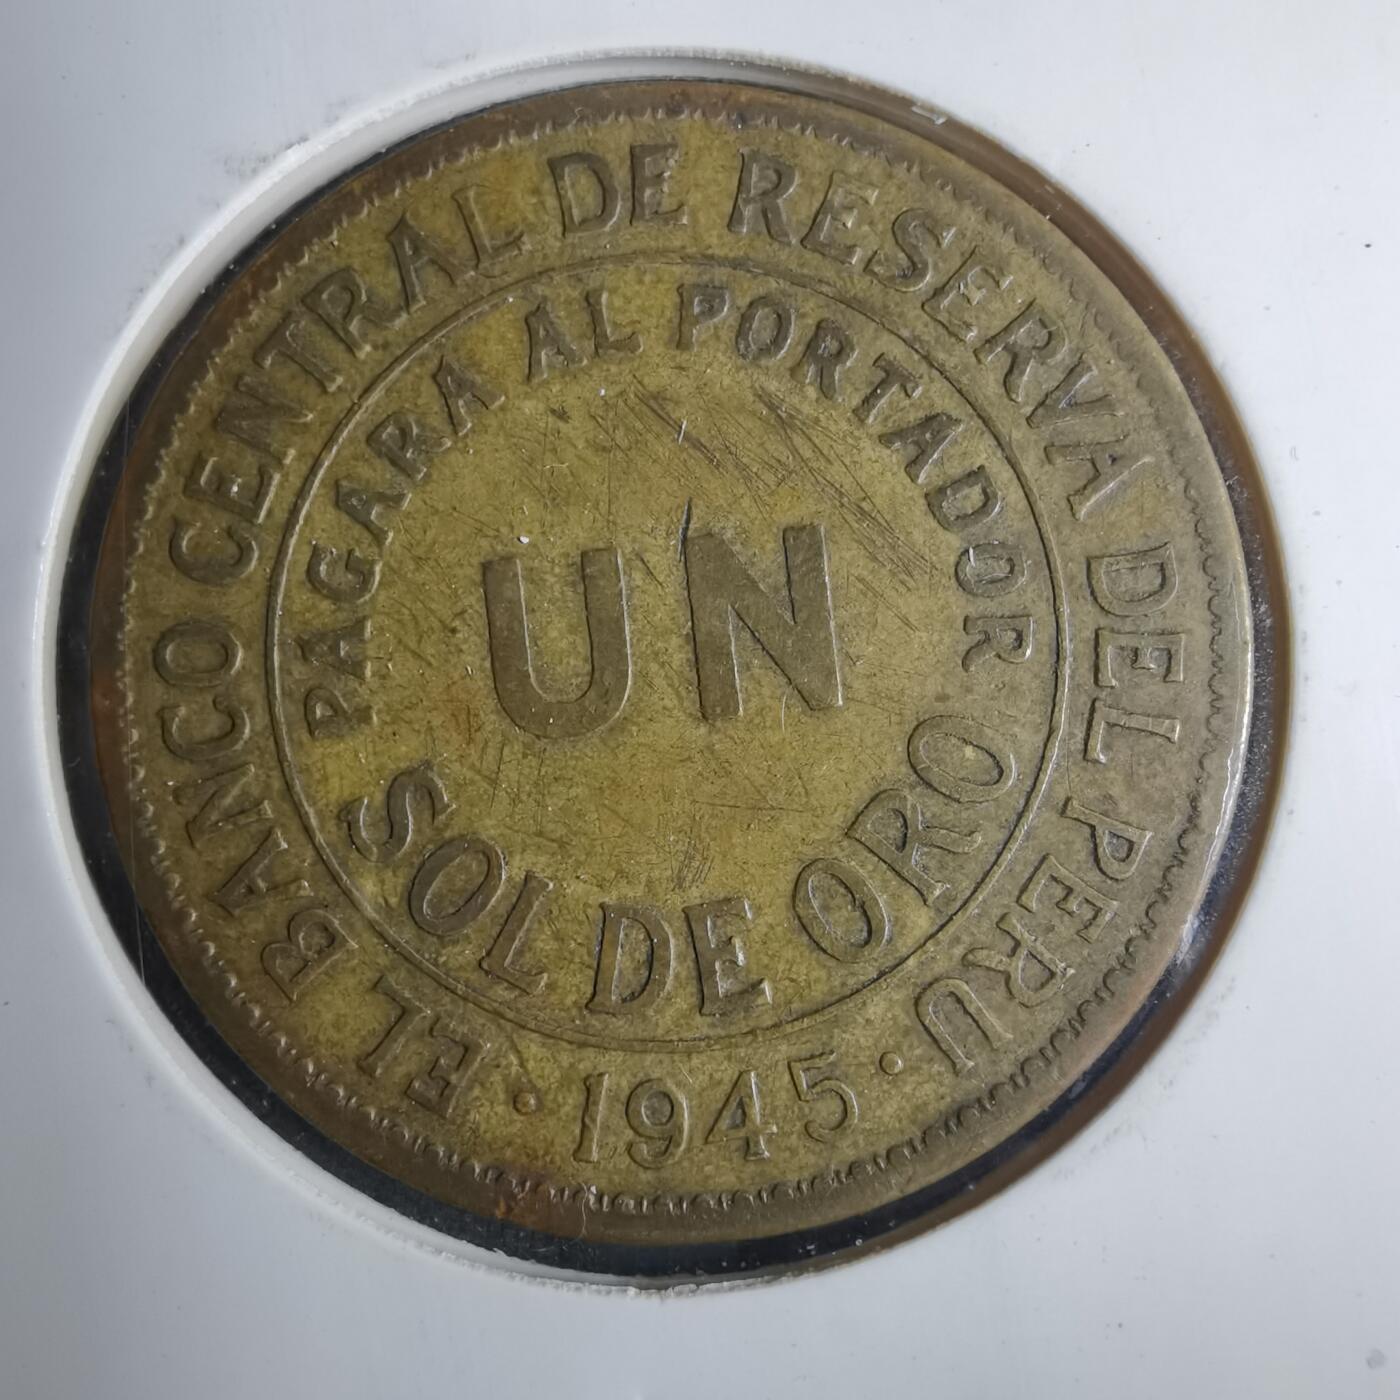 EL BANCO CENTRAL DE RESERVA DEL PERU
PAGARA AL PORTADOR
UN
SOL DE ORO
· 1945 ·